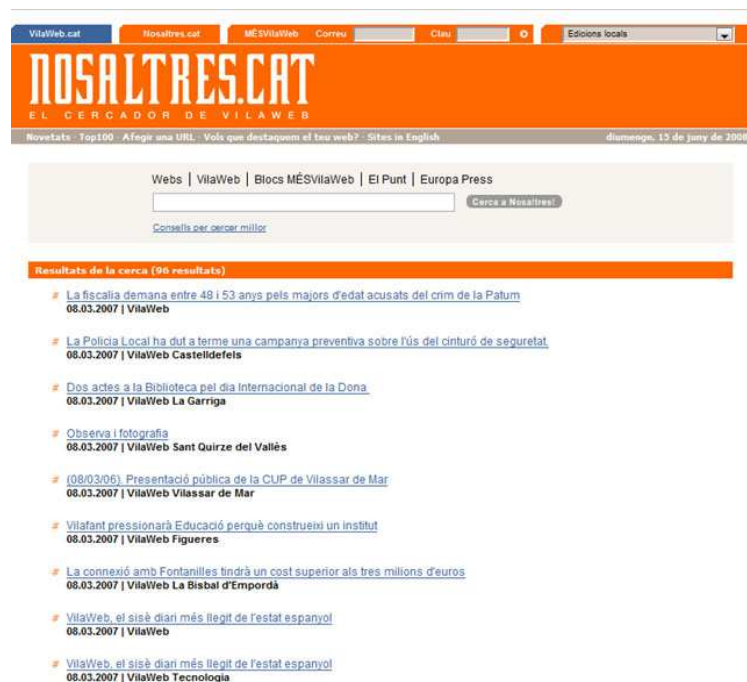 VilaWeb.cat Nosaltres.cat MÉSVilaWeb Correu Clau Edicions locals
NOSALTRES.CAT
EL CERCADOR DE VILAWEB
Novetats · Top100 · Afegir una URL · Vols que destaquem el teu web? · Sites in English diumenge, 15 de juny de 2008
Webs | VilaWeb | Blocs MÉSVilaWeb | El Punt | Europa Press
Cerca a Nosaltres!
Consells per cercar millor
Resultats de la cerca (96 resultats)
# La fiscalia demana entre 48 i 53 anys pels majors d'edat acusats del crim de la Patum
08.03.2007 | VilaWeb
# La Policia Local ha dut a terme una campanya preventiva sobre l'ús del cinturó de seguretat.
08.03.2007 | VilaWeb Castelldefels
# Dos actes a la Biblioteca pel dia Internacional de la Dona
08.03.2007 | VilaWeb La Garriga
# Observa i fotografia
08.03.2007 | VilaWeb Sant Quirze del Vallès
# (08/03/06). Presentació pública de la CUP de Vilassar de Mar
08.03.2007 | VilaWeb Vilassar de Mar
# Vilafant pressionarà Educació perquè construeixi un institut
08.03.2007 | VilaWeb Figueres
# La connexió amb Fontanilles tindrà un cost superior als tres milions d'euros
08.03.2007 | VilaWeb La Bisbal d'Empordà
# VilaWeb, el sisè diari més llegit de l'estat espanyol
08.03.2007 | VilaWeb
# VilaWeb, el sisè diari més llegit de l'estat espanyol
08.03.2007 | VilaWeb Tecnologia